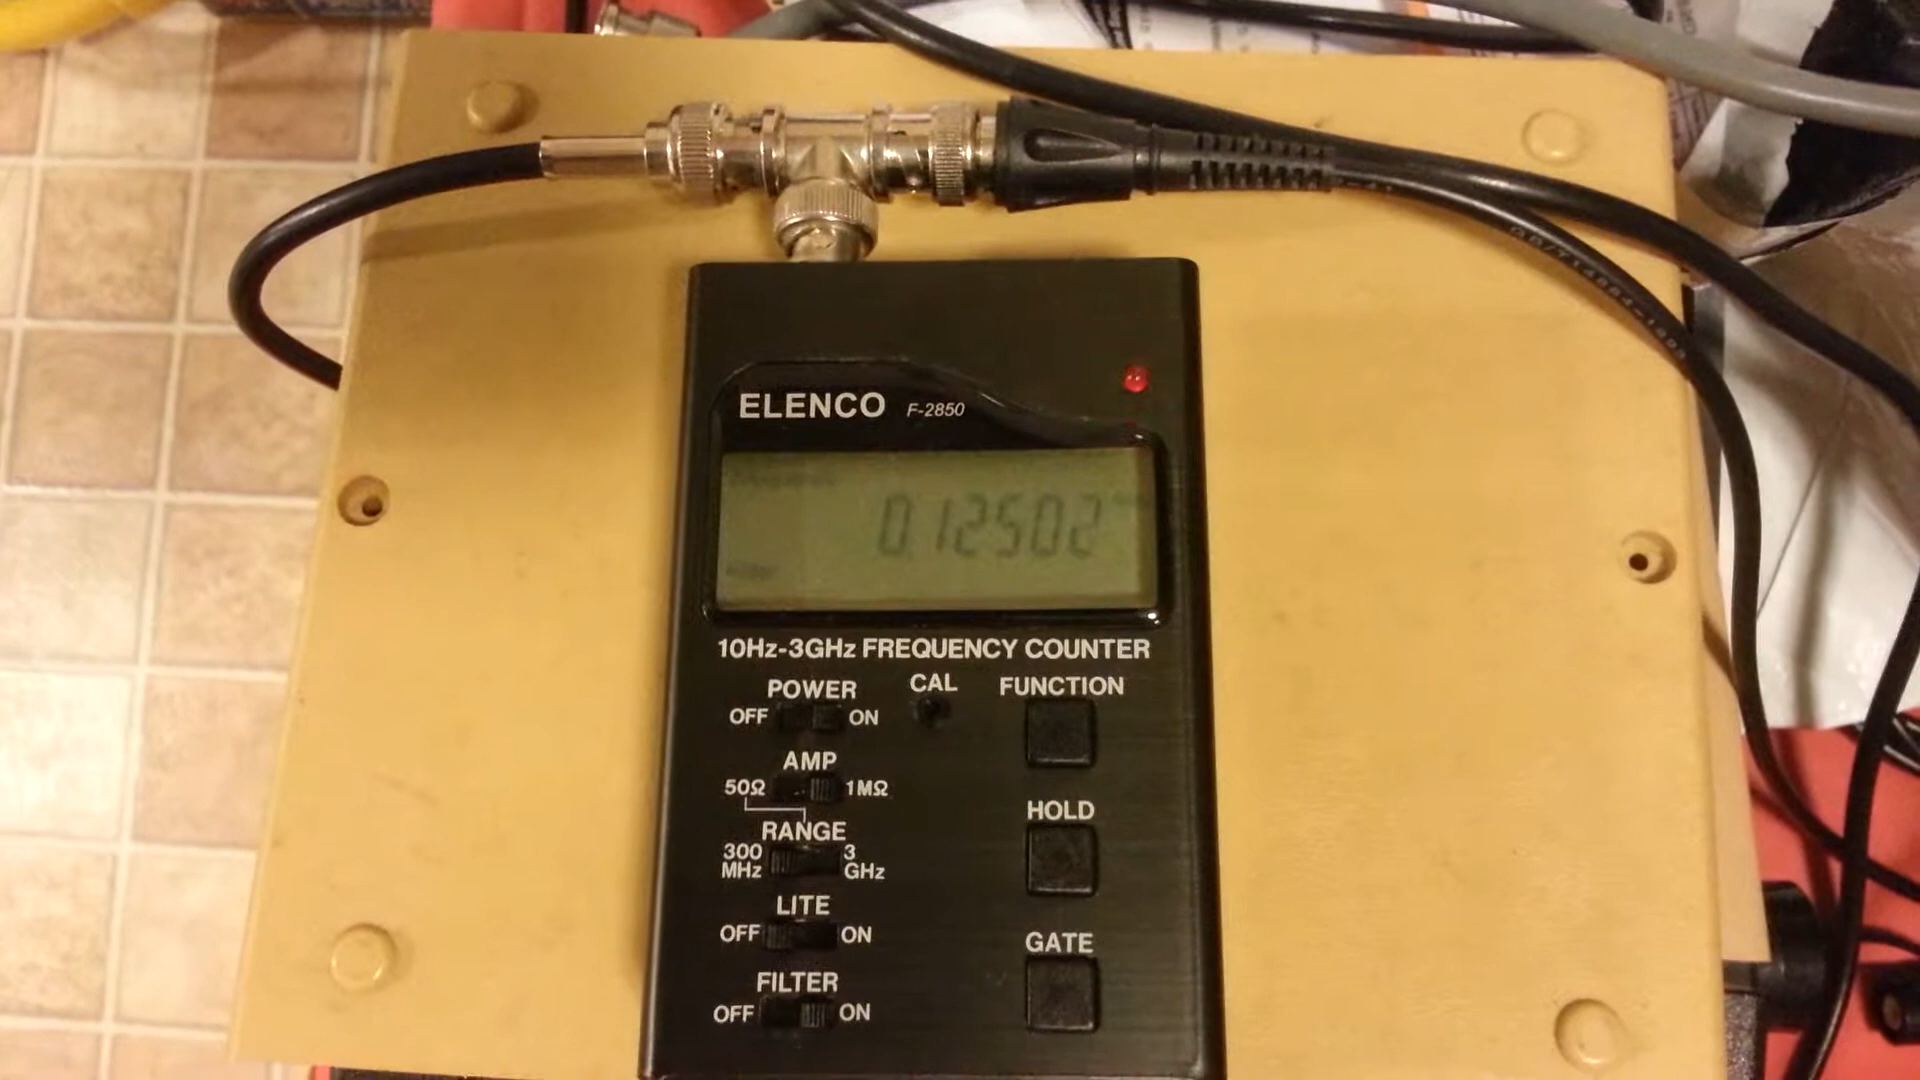 ELENCO F-2850
0.12502
10Hz-3GHz FREQUENCY COUNTER
POWER
OFF ON
CAL
FUNCTION
AMP
50Ω 1MΩ
HOLD
RANGE
300 MHz 3 GHz
LITE
OFF ON
GATE
FILTER
OFF ON